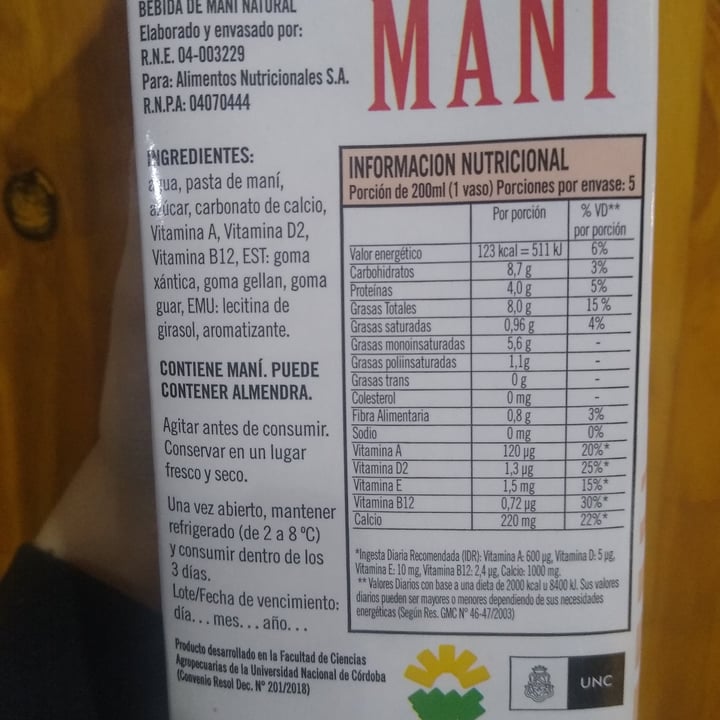 BEBIDA DE MANÍ NATURAL
Elaborado y envasado por:
R.N.E. 04-003229
Para: Alimentos Nutricionales S.A.
R.N.P.A: 04070444
MANÍ
INGREDIENTES:
agua, pasta de maní,
azúcar, carbonato de calcio,
Vitamina A, Vitamina D2,
Vitamina B12, EST: goma
xántica, goma gellan, goma
guar, EMU: lecitina de
girasol, aromatizante.
CONTIENE MANÍ. PUEDE
CONTENER ALMENDRA.
Agitar antes de consumir.
Conservar en un lugar
fresco y seco.
Una vez abierto, mantener
refrigerado (de 2 a 8 ºC)
y consumir dentro de los
3 días.
Lote/Fecha de vencimiento:
día... mes... año...
INFORMACION NUTRICIONAL
Porción de 200ml (1 vaso) Porciones por envase: 5
Por porción % VD**
por porción
Valor energético 123 kcal = 511 kJ 6%
Carbohidratos 8,7 g 3%
Proteínas 4,0 g 5%
Grasas Totales 8,0 g 15 %
Grasas saturadas 0,96 g 4%
Grasas monoinsaturadas 5,6 g -
Grasas poliinsaturadas 1,1g -
Grasas trans 0 g -
Colesterol 0 mg -
Fibra Alimentaria 0,8 g 3%
Sodio 0 mg 0%
Vitamina A 120 µg 20%*
Vitamina D2 1,3 µg 25%*
Vitamina E 1,5 mg 15%*
Vitamina B12 0,72 µg 30%*
Calcio 220 mg 22%*
*Ingesta Diaria Recomendada (IDR): Vitamina A: 600 µg, Vitamina D: 5 µg,
Vitamina E: 10 mg, Vitamina B12: 2,4 µg, Calcio: 1000 mg.
** Valores Diarios con base a una dieta de 2000 kcal u 8400 kJ. Sus valores
diarios pueden ser mayores o menores dependiendo de sus necesidades
energéticas (Según Res. GMC Nº 46-47/2003)
Producto desarrollado en la Facultad de Ciencias
Agropecuarias de la Universidad Nacional de Córdoba
(Convenio Resol Dec. Nº 201/2018)
UNC